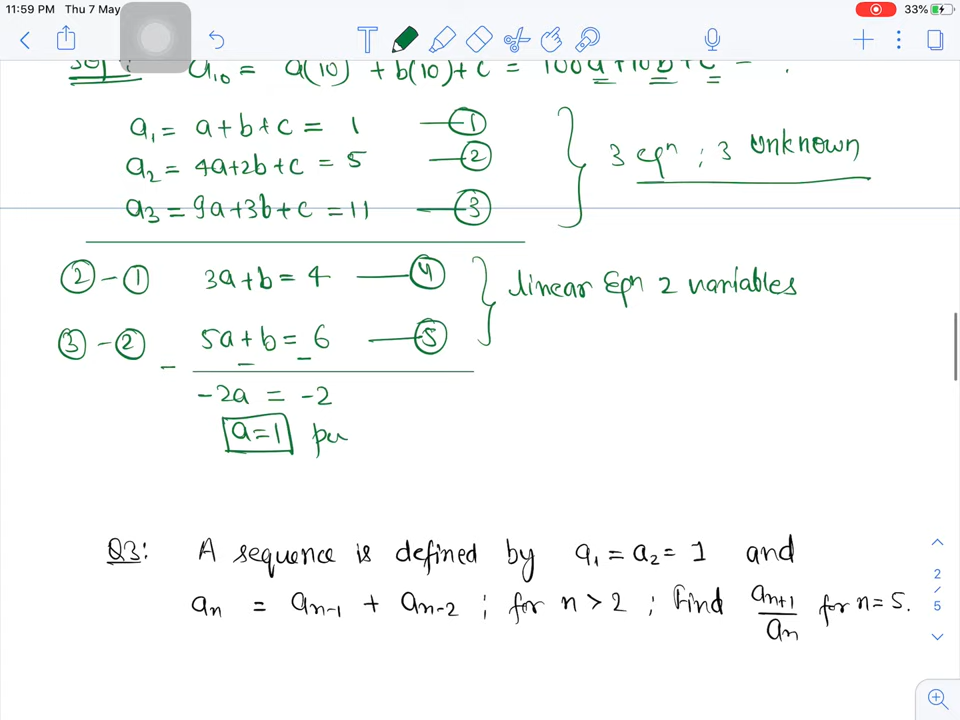 11:59 PM Thu 7 May
33%
T
a₁₀ = a(10) + b(10) + c = 100a + 10b + c = ?
a₁ = a+b+c = 1 — ①
a₂ = 4a+2b+c = 5 — ②
a₃ = 9a+3b+c = 11 — ③
3 eqⁿ ; 3 Unknown
② - ① 3a+b = 4 — ④
③ - ② 5a+b = 6 — ⑤
linear Eqⁿ 2 variables
- - -
-2a = -2
a=1 pu
Q3: A sequence is defined by a₁ = a₂ = 1 and
aₙ = aₙ₋₁ + aₙ₋₂ ; for n > 2 ; Find aₙ₊₁/aₙ for n = 5.
2/5